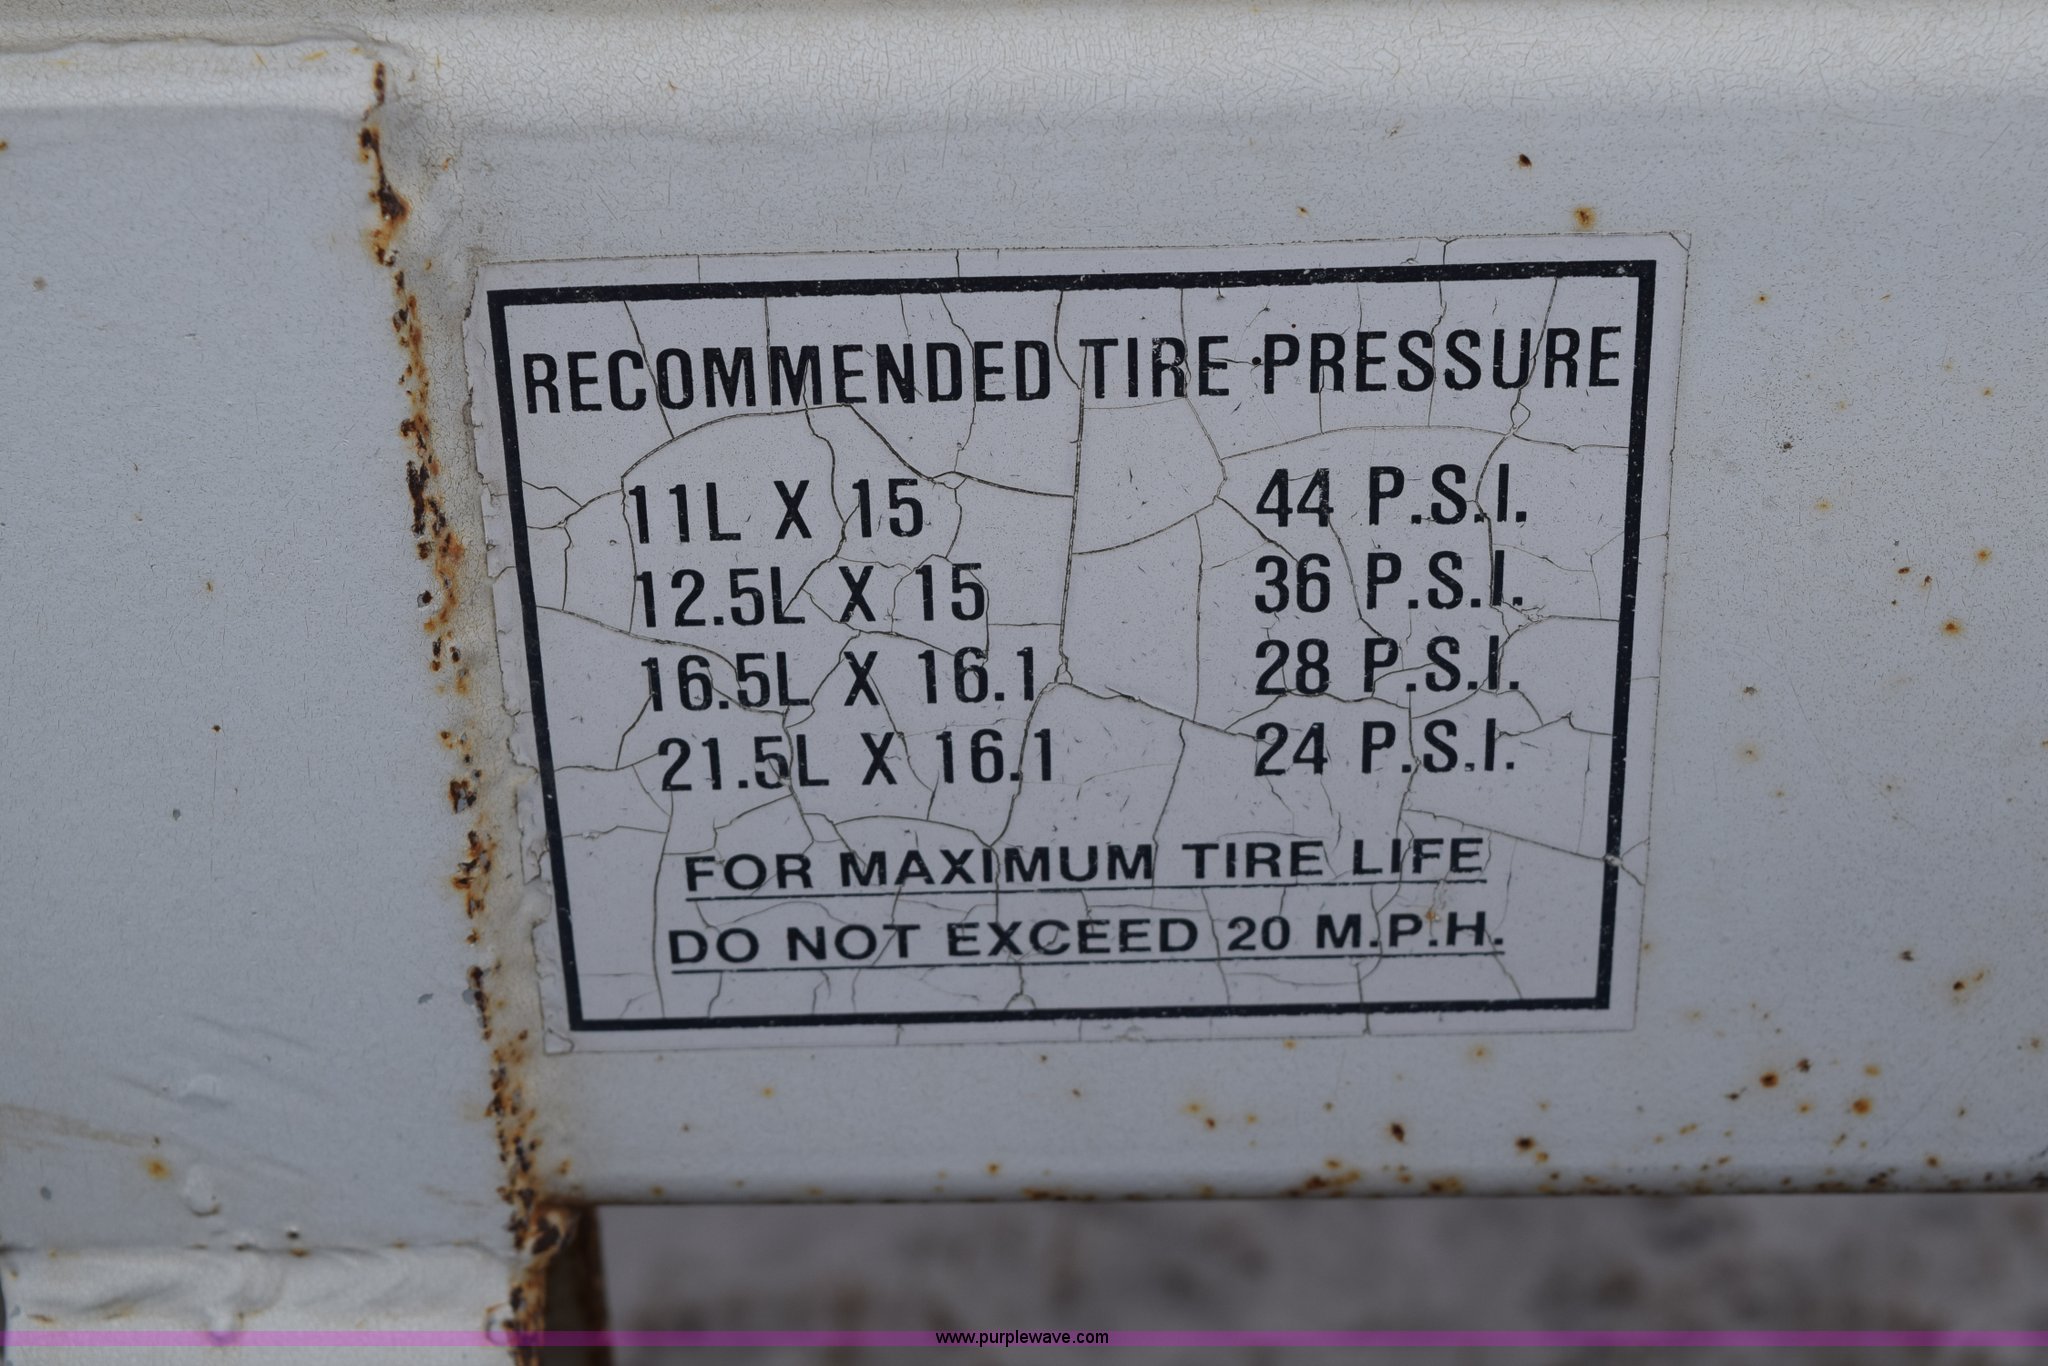 RECOMMENDED TIRE PRESSURE
11L X 15 44 P.S.I.
12.5L X 15 36 P.S.I.
16.5L X 16.1 28 P.S.I.
21.5L X 16.1 24 P.S.I.
FOR MAXIMUM TIRE LIFE
DO NOT EXCEED 20 M.P.H.
www.purplewave.com